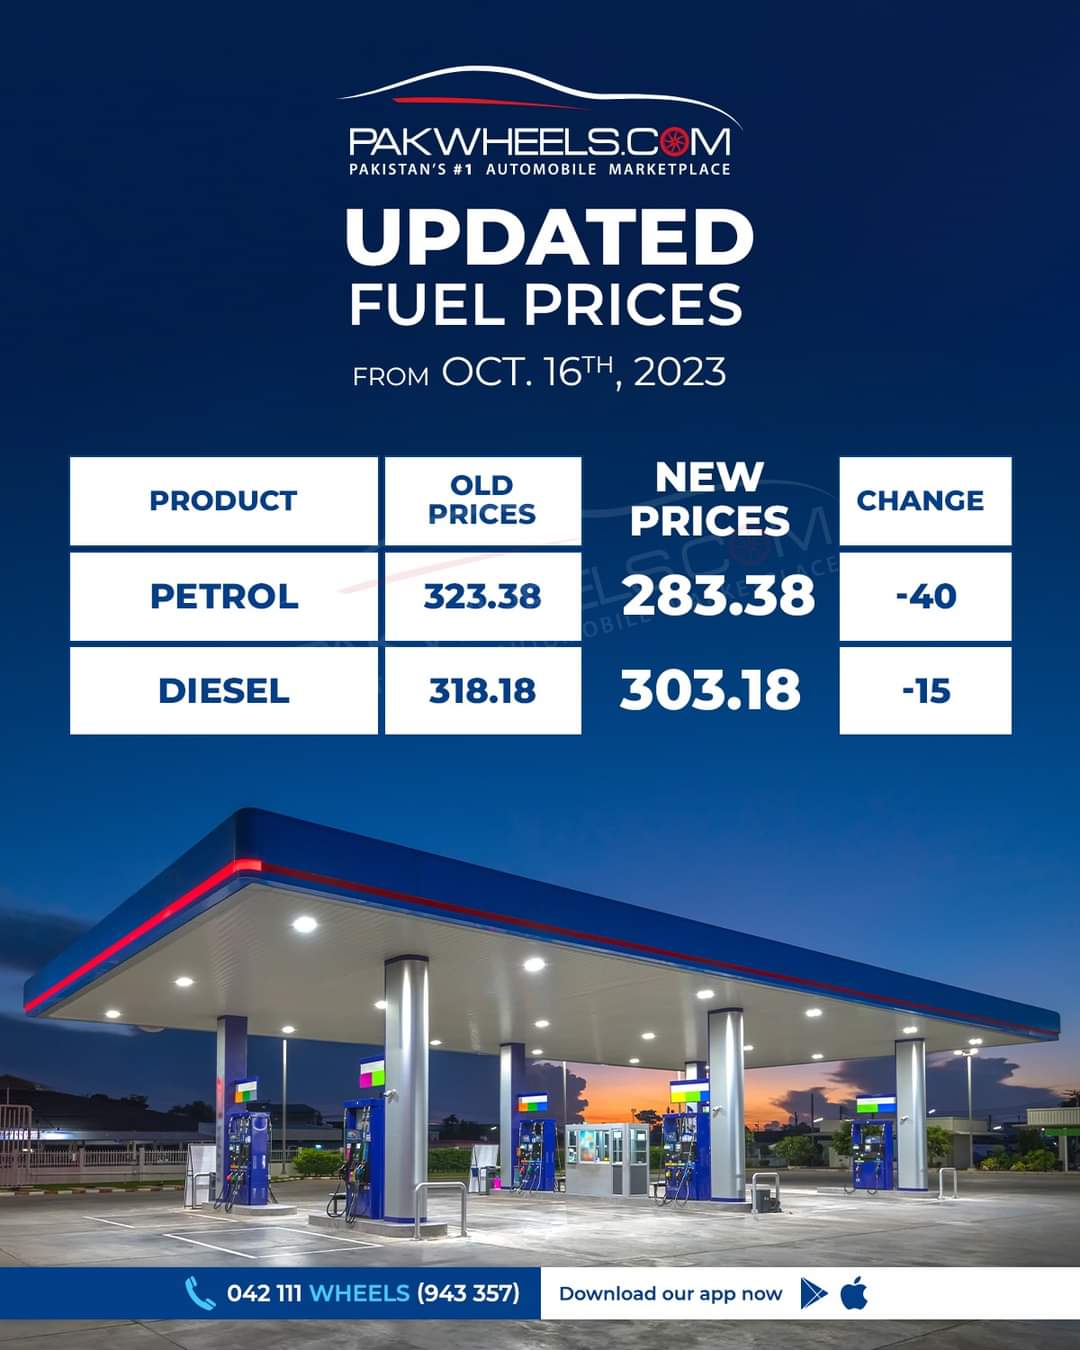 PAKWHEELS.COM
PAKISTAN'S #1 AUTOMOBILE MARKETPLACE
UPDATED
FUEL PRICES
FROM OCT. 16TH, 2023
PRODUCT
OLD
PRICES
NEW
PRICES
CHANGE
PETROL 323.38 283.38 -40
DIESEL 318.18 303.18 -15
042 111 WHEELS (943 357)
Download our app now